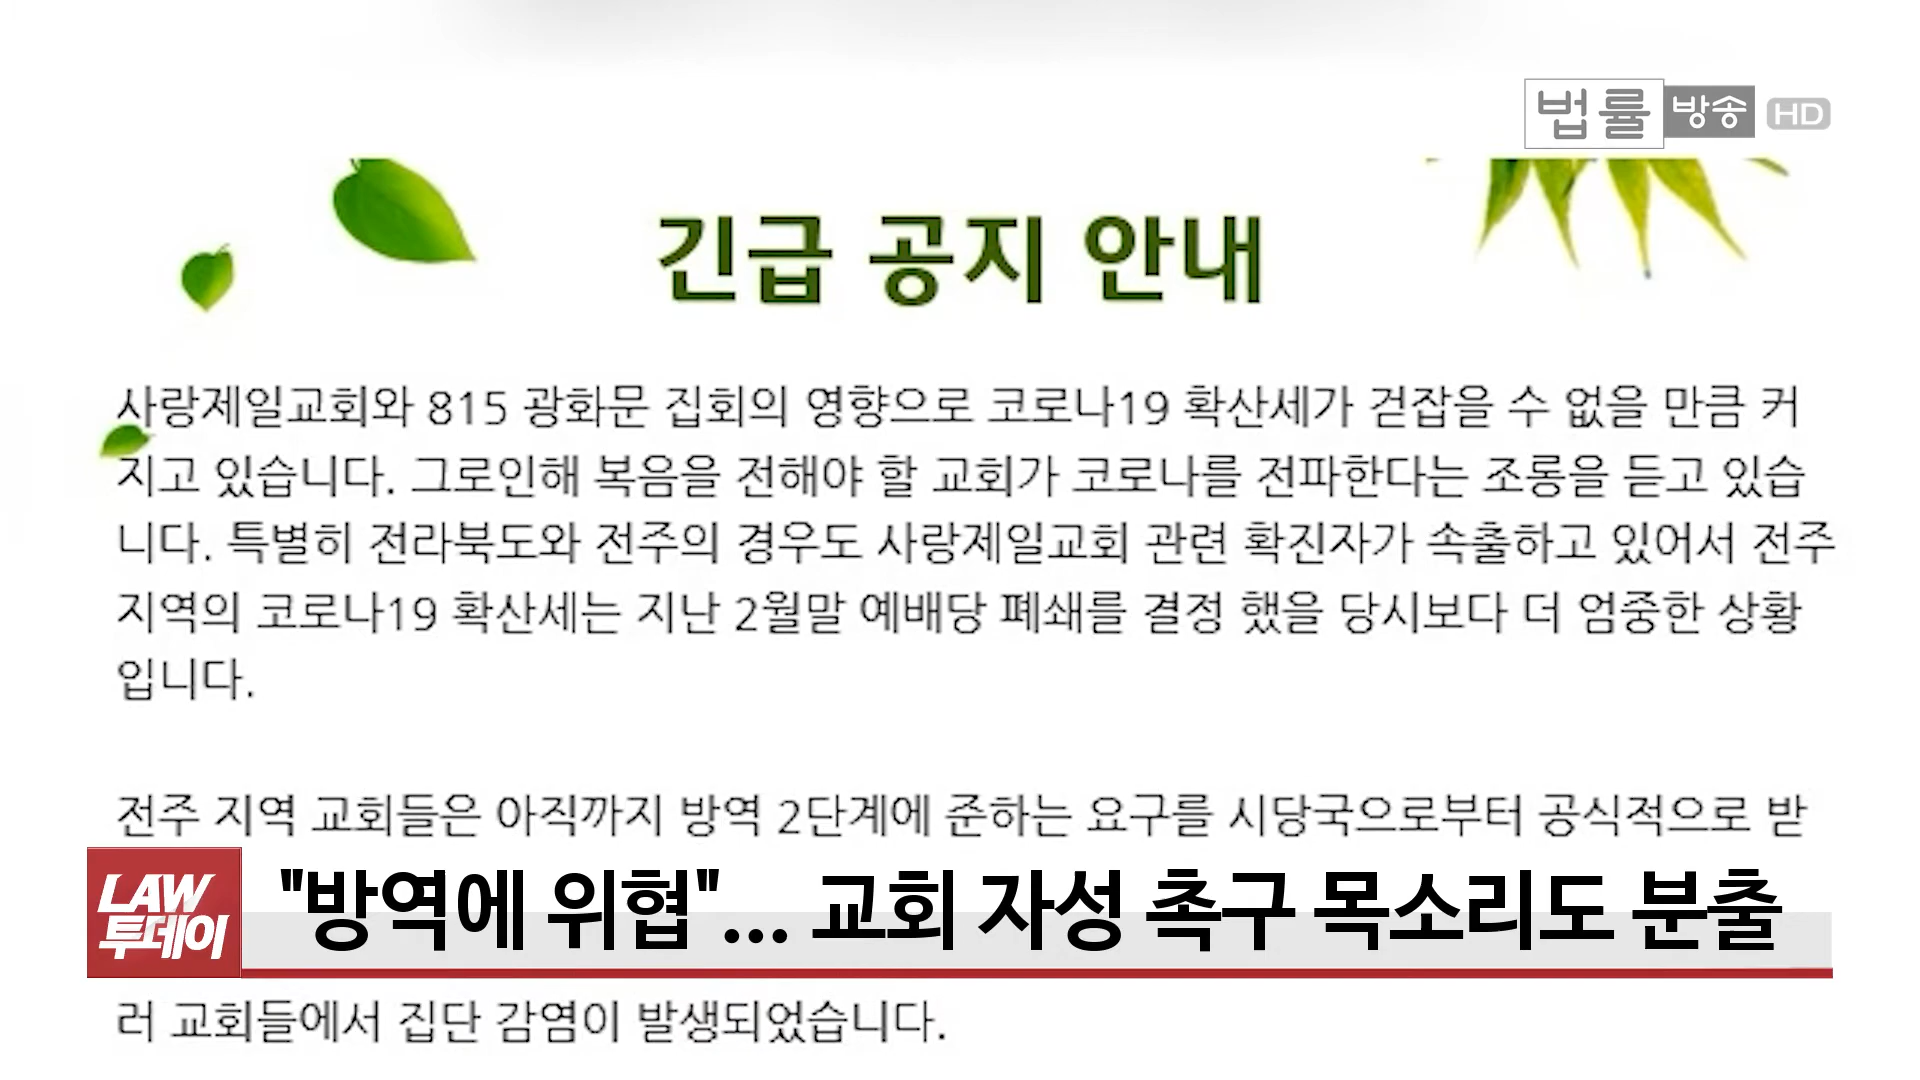 법률방송 HD
긴급 공지 안내
사랑제일교회와 815 광화문 집회의 영향으로 코로나19 확산세가 걷잡을 수 없을 만큼 커
지고 있습니다. 그로인해 복음을 전해야 할 교회가 코로나를 전파한다는 조롱을 듣고 있습
니다. 특별히 전라북도와 전주의 경우도 사랑제일교회 관련 확진자가 속출하고 있어서 전주
지역의 코로나19 확산세는 지난 2월말 예배당 폐쇄를 결정 했을 당시보다 더 엄중한 상황
입니다.
전주 지역 교회들은 아직까지 방역 2단계에 준하는 요구를 시당국으로부터 공식적으로 받
LAW
투데이
"방역에 위협"... 교회 자성 촉구 목소리도 분출
러 교회들에서 집단 감염이 발생되었습니다.